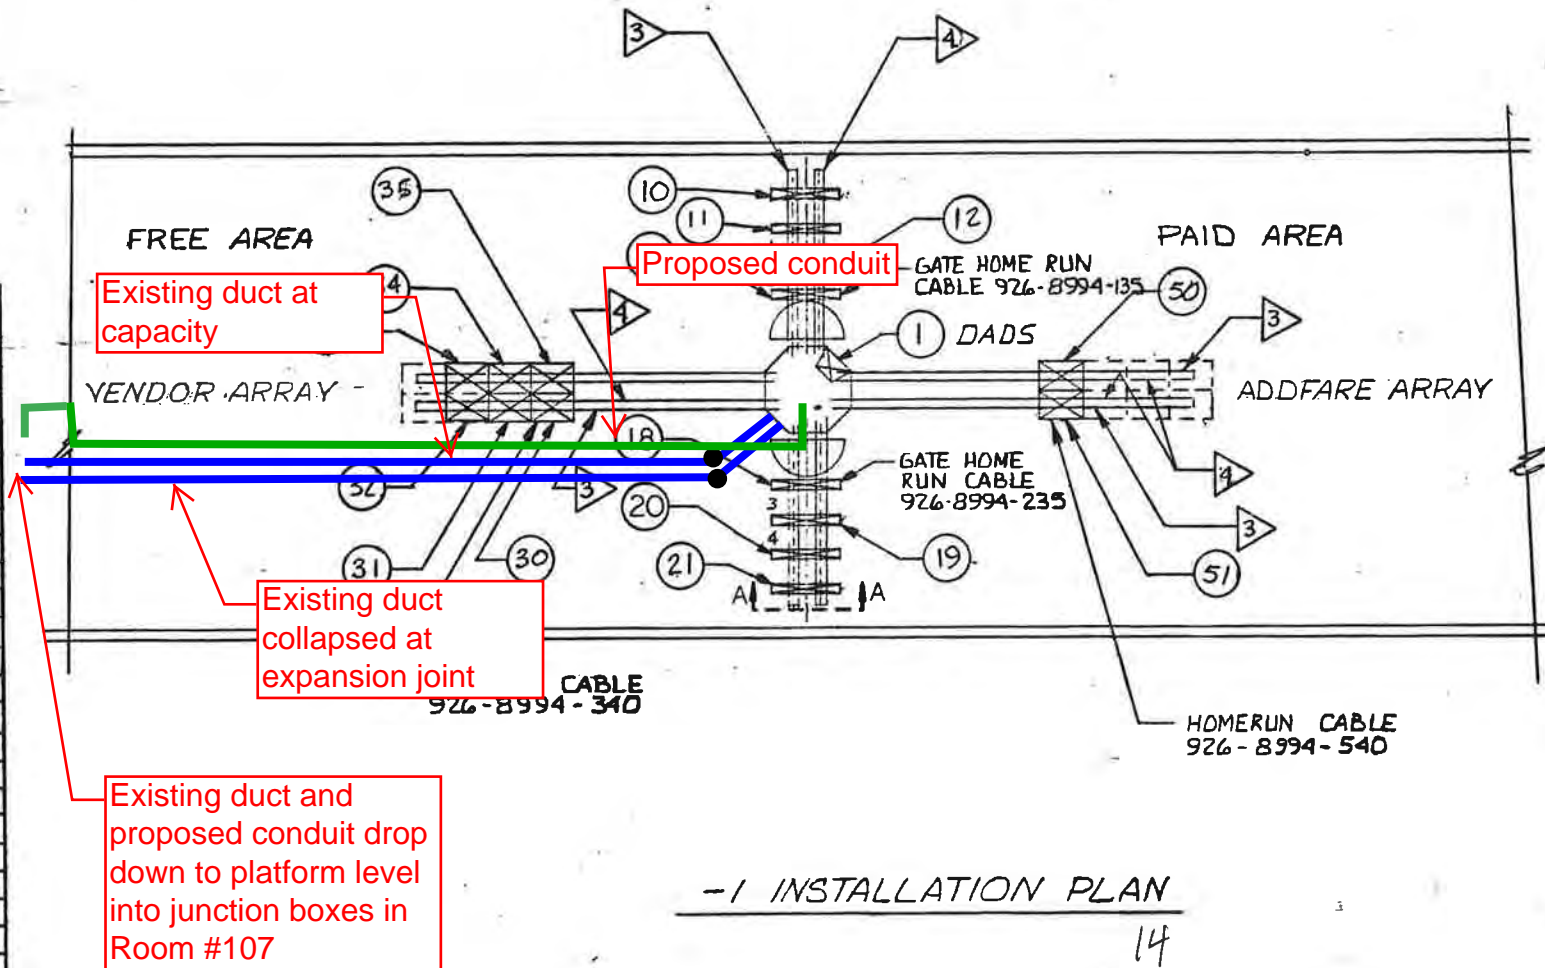 3
4
35
10
11
12
FREE AREA
PAID AREA
Proposed conduit
GATE HOME RUN
CABLE 926-8994-135
50
Existing duct at
capacity
4
4
3
1 DADS
VENDOR ARRAY
ADDFARE ARRAY
18
GATE HOME
RUN CABLE
926-8994-235
32
3
20
3
4
4
3
31
30
21
19
51
A A
Existing duct
collapsed at
expansion joint
CABLE
926-8994-340
HOMERUN CABLE
926-8994-540
Existing duct and
proposed conduit drop
down to platform level
into junction boxes in
Room #107
-1 INSTALLATION PLAN
14